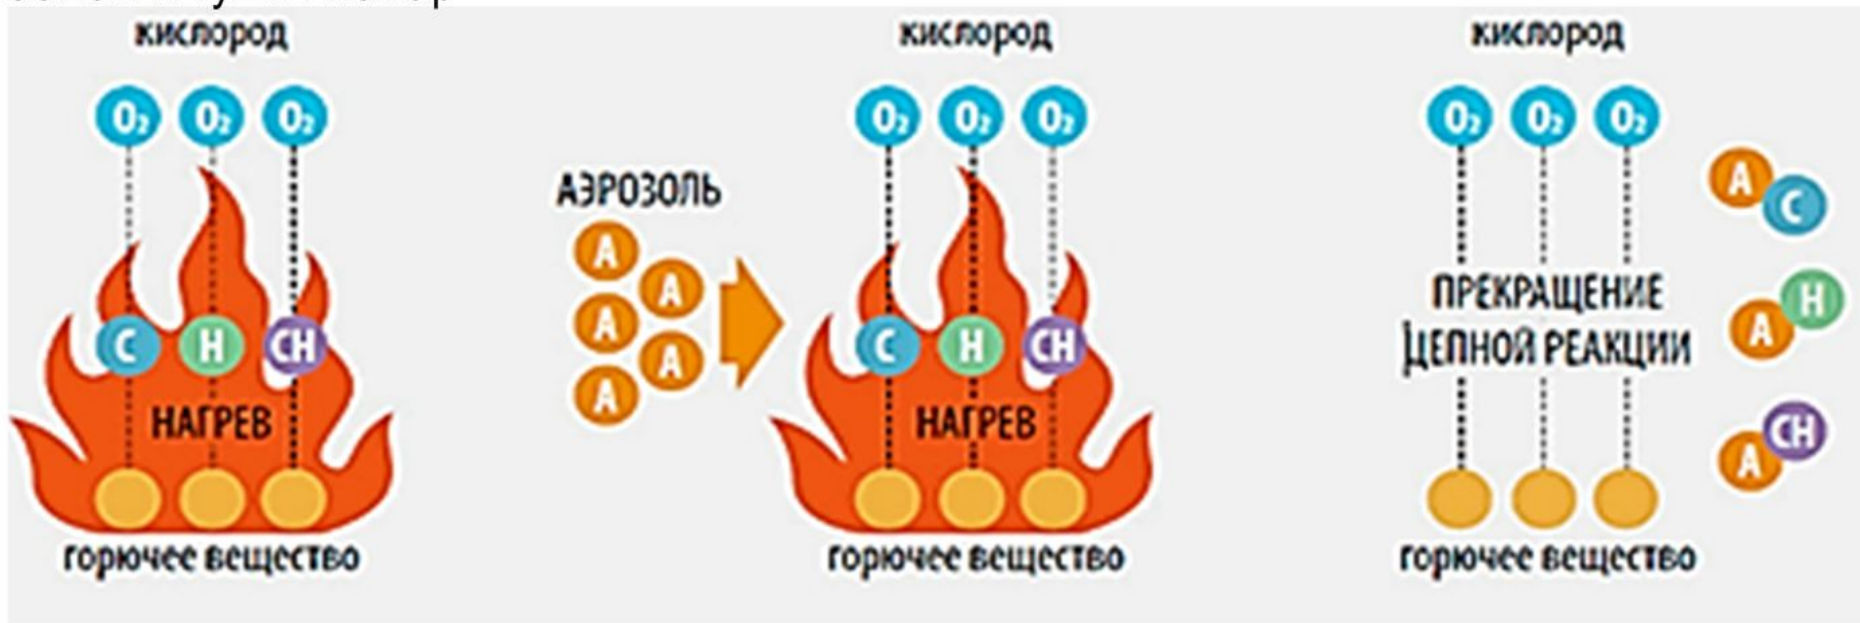 кислород
O₂ O₂ O₂
C H CH
НАГРЕВ
горючее вещество
АЭРОЗОЛЬ
A
A
A
A
A
кислород
O₂ O₂ O₂
C H CH
НАГРЕВ
горючее вещество
кислород
O₂ O₂ O₂
ПРЕКРАЩЕНИЕ
ЦЕПНОЙ РЕАКЦИИ
горючее вещество
A C
A H
A CH